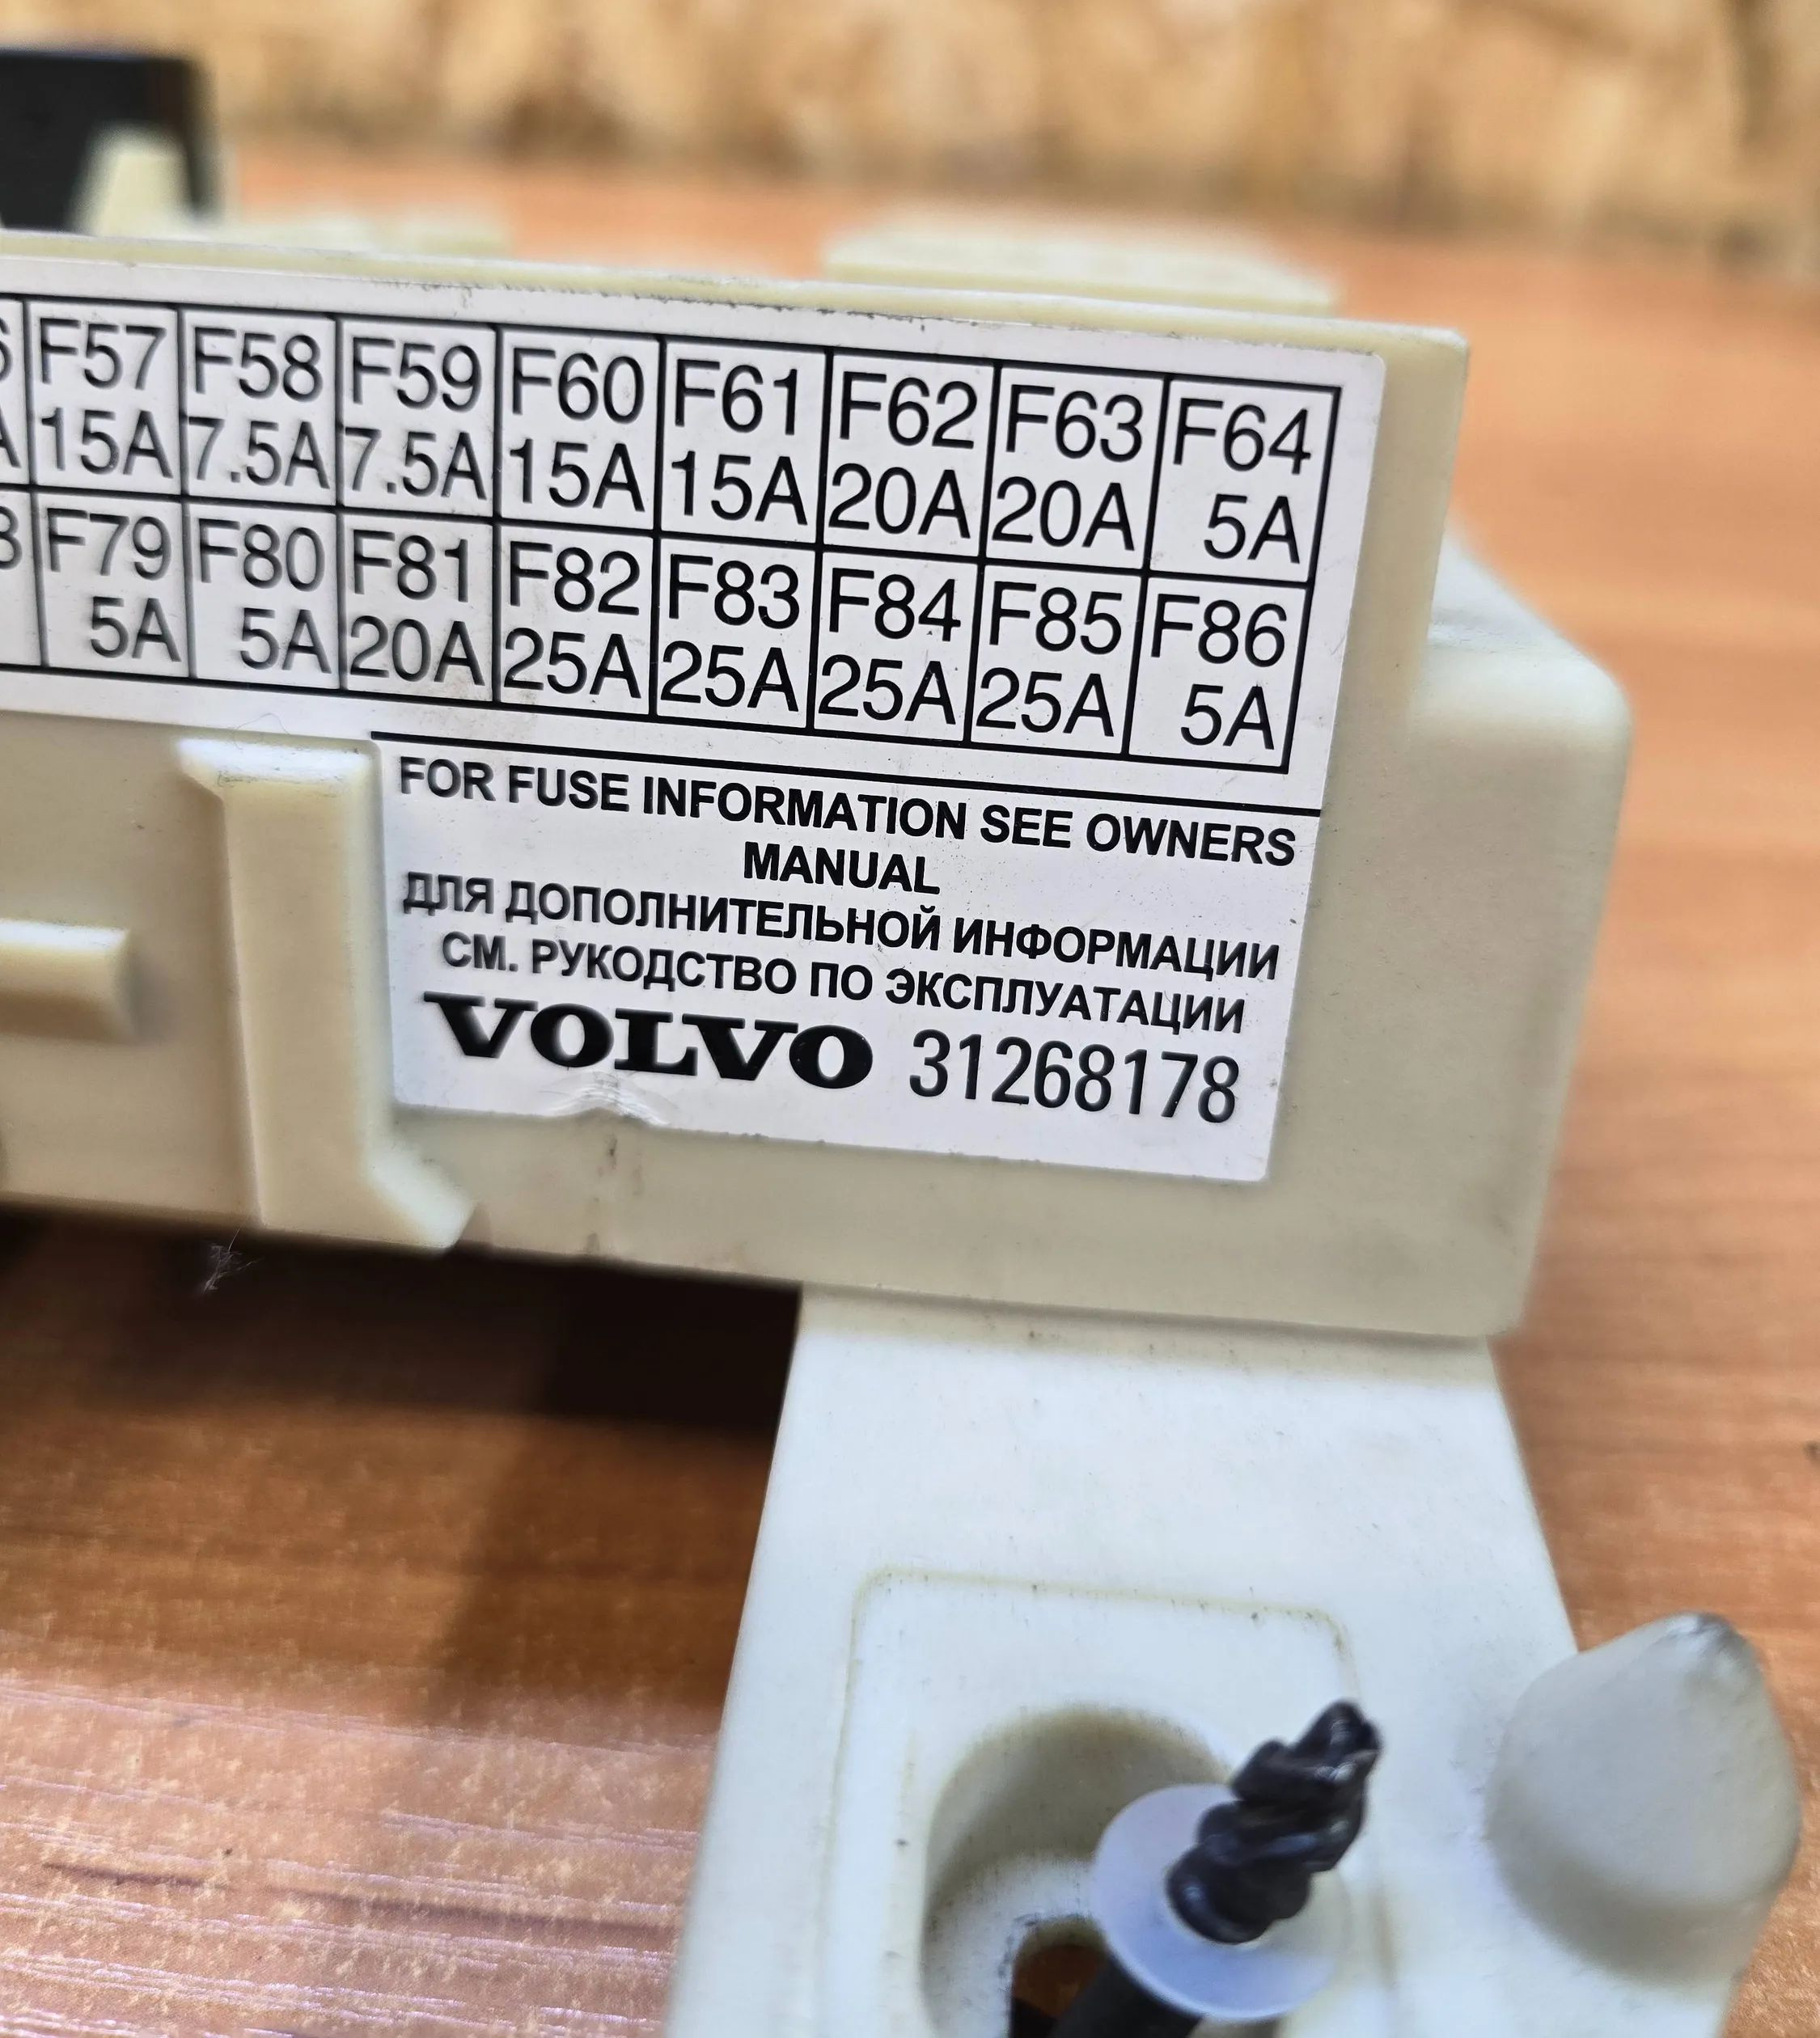 F57 F58 F59 F60 F61 F62 F63 F64
15A 7.5A 7.5A 15A 15A 20A 20A 5A
F79 F80 F81 F82 F83 F84 F85 F86
5A 5A 20A 25A 25A 25A 25A 5A
FOR FUSE INFORMATION SEE OWNERS
MANUAL
ДЛЯ ДОПОЛНИТЕЛЬНОЙ ИНФОРМАЦИИ
СМ. РУКОДСТВО ПО ЭКСПЛУАТАЦИИ
VOLVO 31268178